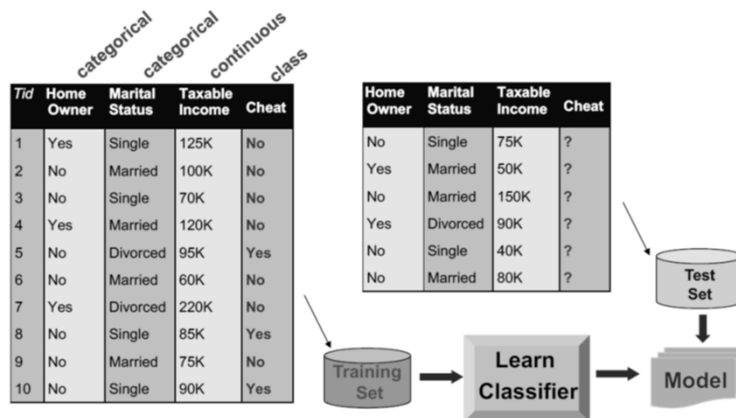 categorical
categorical
continuous
class
Tid Home Owner Marital Status Taxable Income Cheat
1 Yes Single 125K No
2 No Married 100K No
3 No Single 70K No
4 Yes Married 120K No
5 No Divorced 95K Yes
6 No Married 60K No
7 Yes Divorced 220K No
8 No Single 85K Yes
9 No Married 75K No
10 No Single 90K Yes
Home Owner Marital Status Taxable Income Cheat
No Single 75K ?
Yes Married 50K ?
No Married 150K ?
Yes Divorced 90K ?
No Single 40K ?
No Married 80K ?
Test
Set
Training
Set
Learn
Classifier
Model